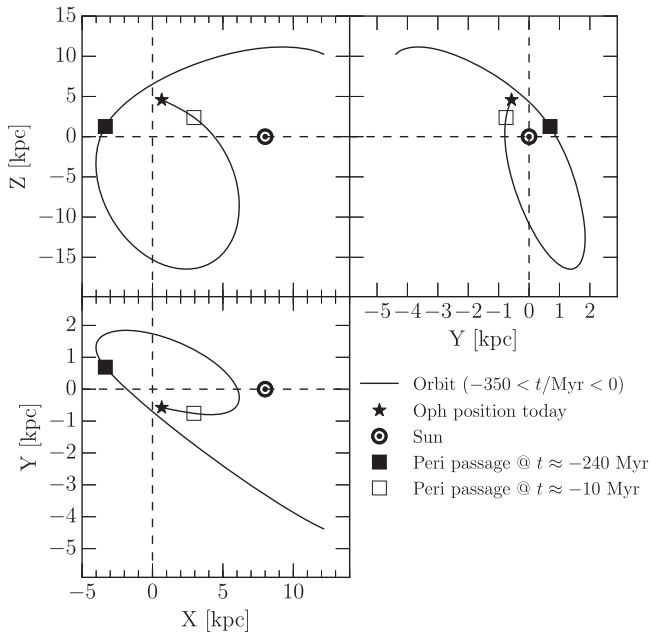 15
10
5
0
−5
−10
−15
Z [kpc]
−5 −4 −3 −2 −1 0 1 2
Y [kpc]
2
1
0
−1
−2
−3
−4
−5
Y [kpc]
−5 0 5 10
X [kpc]
Orbit (−350 < t/Myr < 0)
Oph position today
Sun
Peri passage @ t ≈ −240 Myr
Peri passage @ t ≈ −10 Myr